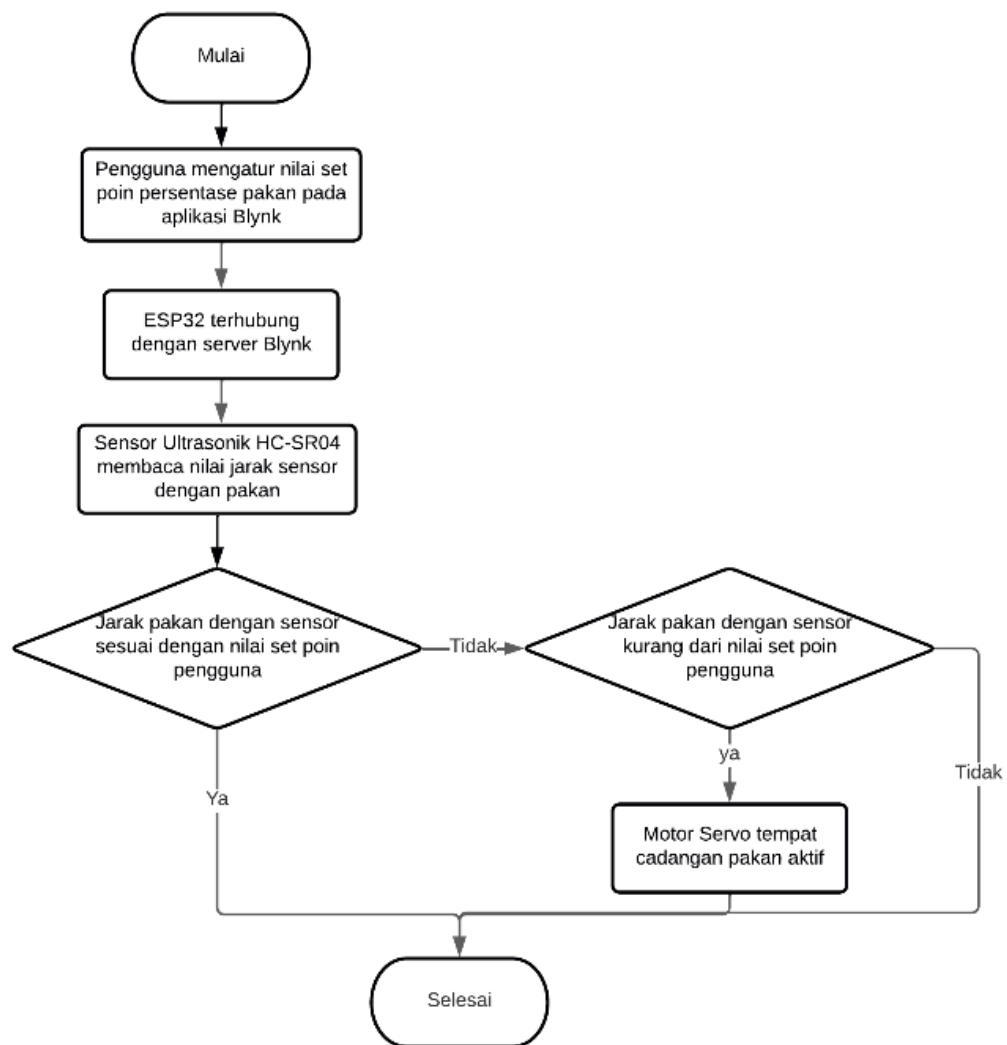 Mulai
Pengguna mengatur nilai set
poin persentase pakan pada
aplikasi Blynk
ESP32 terhubung
dengan server Blynk
Sensor Ultrasonik HC-SR04
membaca nilai jarak sensor
dengan pakan
Jarak pakan dengan sensor
sesuai dengan nilai set poin
pengguna
Tidak
Jarak pakan dengan sensor
kurang dari nilai set poin
pengguna
ya
Tidak
Ya
Motor Servo tempat
cadangan pakan aktif
Selesai